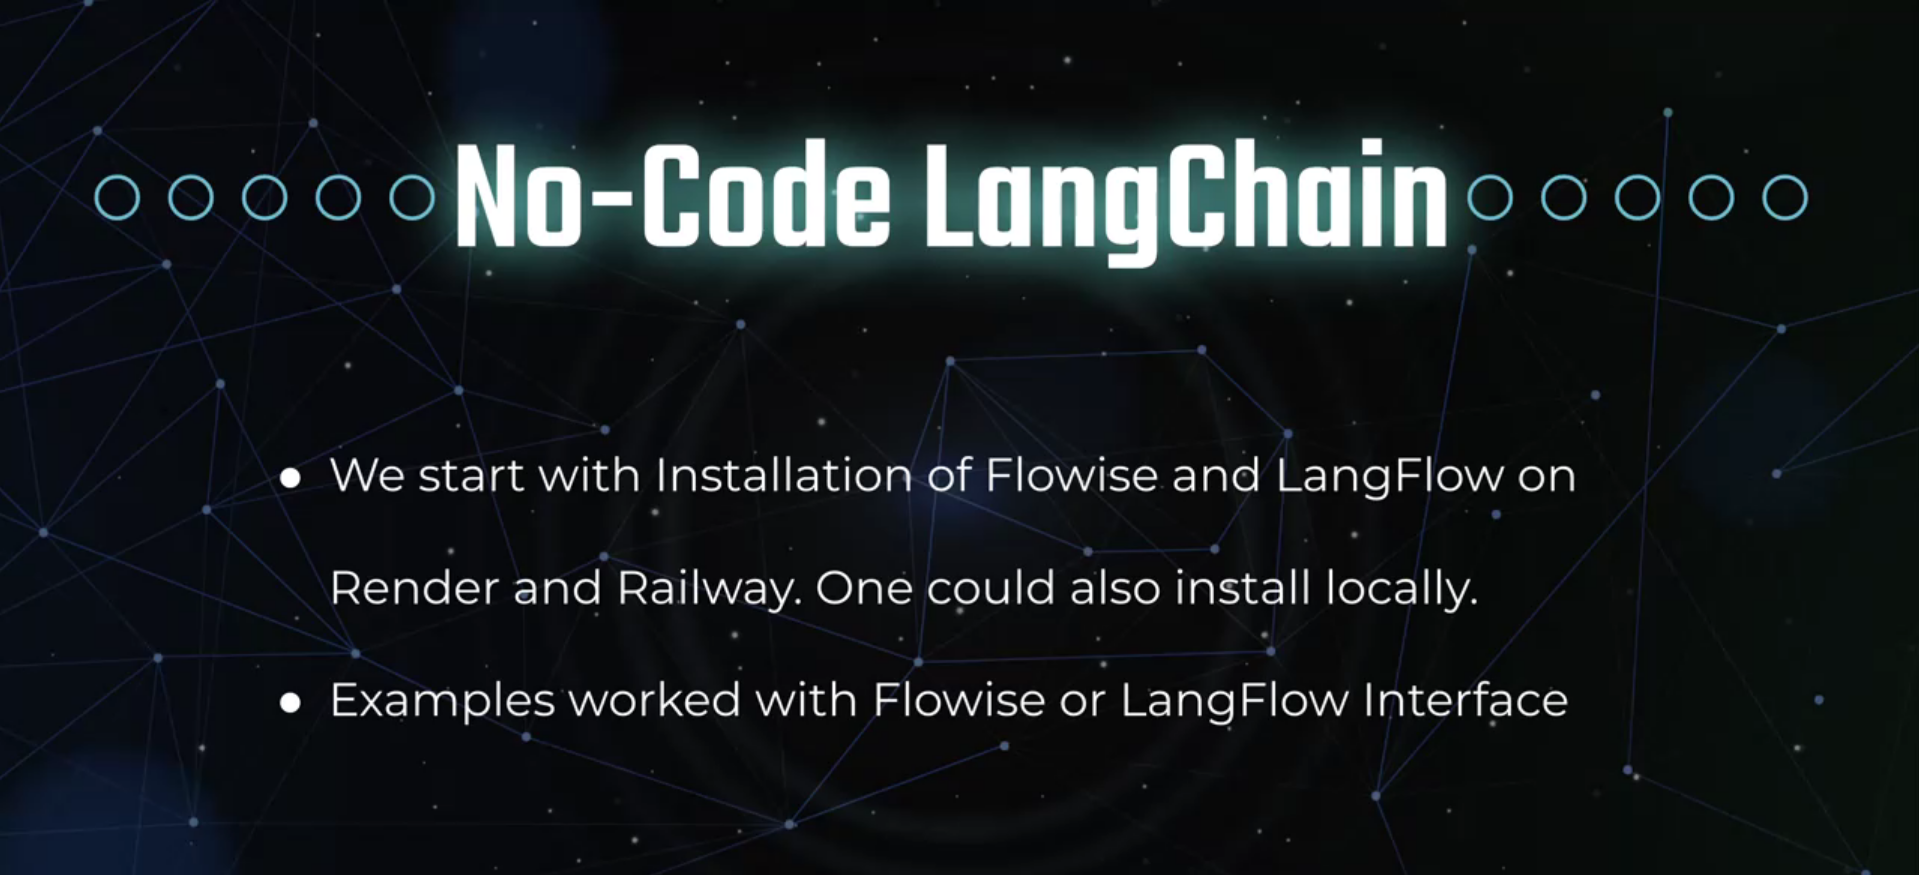 No-Code LangChain
● We start with Installation of Flowise and LangFlow on
Render and Railway. One could also install locally.
● Examples worked with Flowise or LangFlow Interface